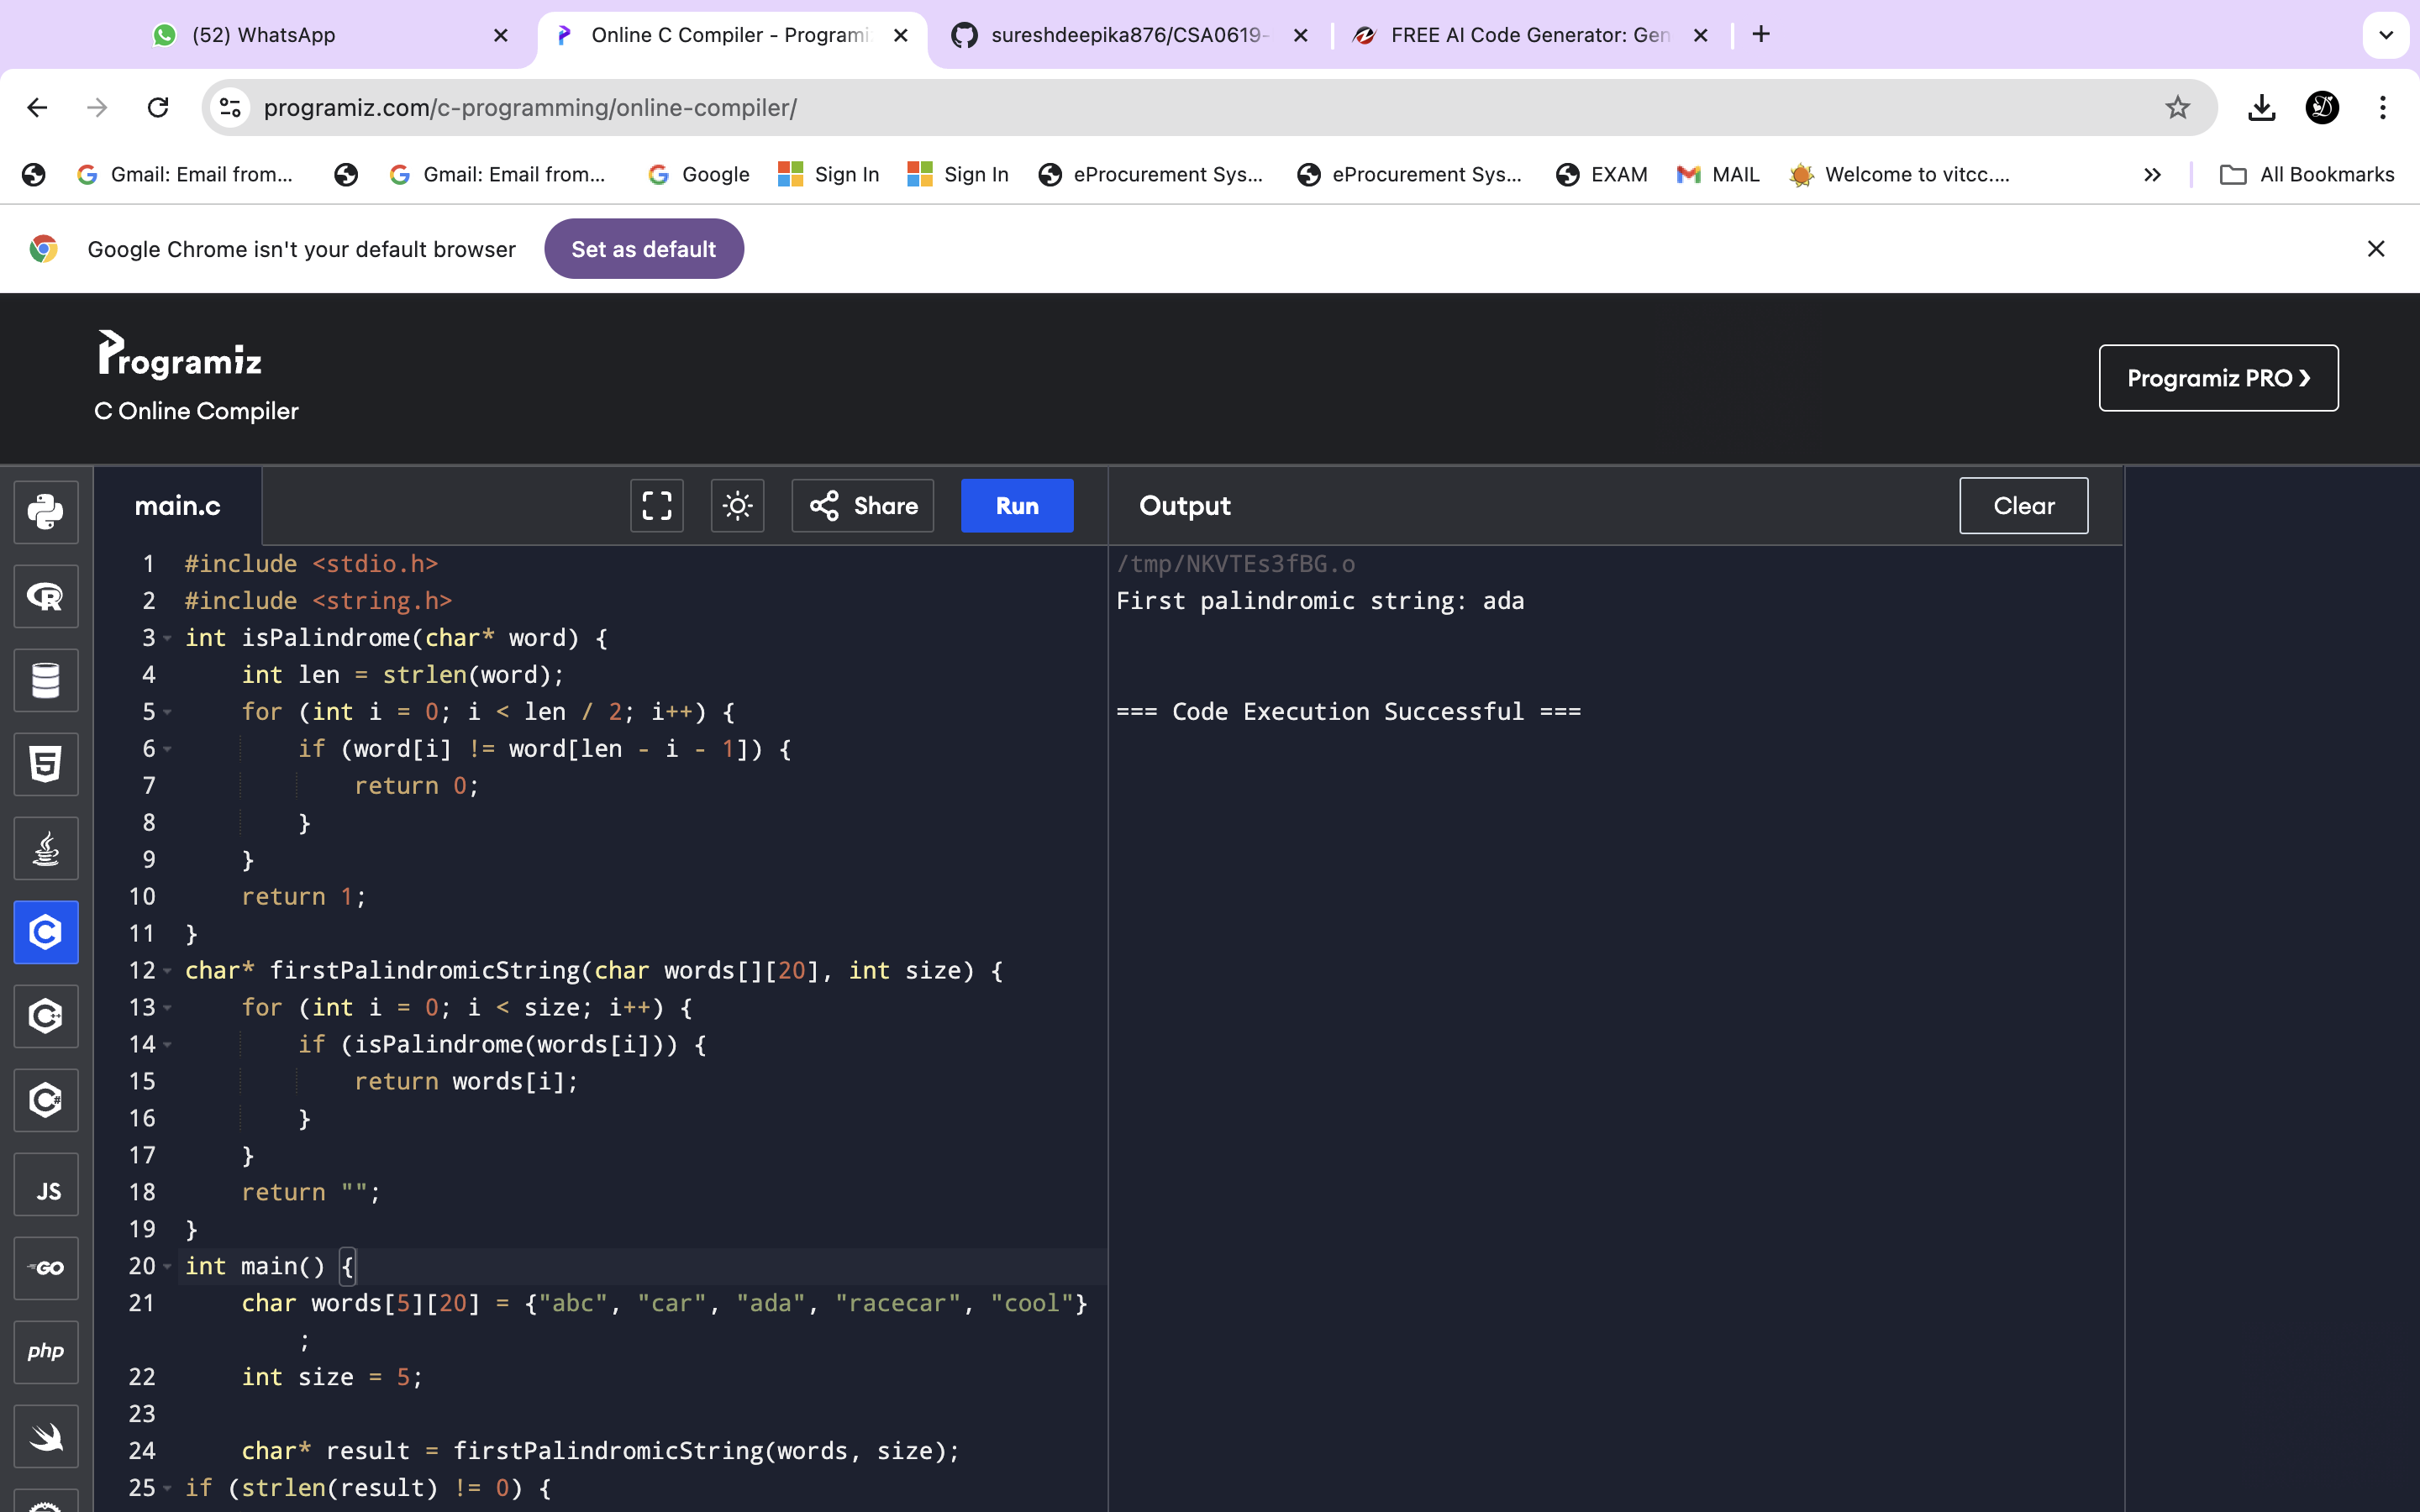 (52) WhatsApp
Online C Compiler - Programi
sureshdeepika876/CSA0619-
FREE AI Code Generator: Gen
programiz.com/c-programming/online-compiler/
Gmail: Email from...
Gmail: Email from...
Google
Sign In
Sign In
eProcurement Sys...
eProcurement Sys...
EXAM
MAIL
Welcome to vitcc....
All Bookmarks
Google Chrome isn't your default browser
Set as default
Programiz
C Online Compiler
Programiz PRO ❯
main.c
Share
Run
Output
Clear
1 #include <stdio.h>
2 #include <string.h>
3 int isPalindrome(char* word) {
4     int len = strlen(word);
5     for (int i = 0; i < len / 2; i++) {
6         if (word[i] != word[len - i - 1]) {
7             return 0;
8         }
9     }
10     return 1;
11 }
12 char* firstPalindromicString(char words[][20], int size) {
13     for (int i = 0; i < size; i++) {
14         if (isPalindrome(words[i])) {
15             return words[i];
16         }
17     }
18     return "";
19 }
20 int main() {
21     char words[5][20] = {"abc", "car", "ada", "racecar", "cool"}
;
22     int size = 5;
23
24     char* result = firstPalindromicString(words, size);
25 if (strlen(result) != 0) {
/tmp/NKVTEs3fBG.o
First palindromic string: ada
=== Code Execution Successful ===
R
5
C
C++
C#
JS
GO
php